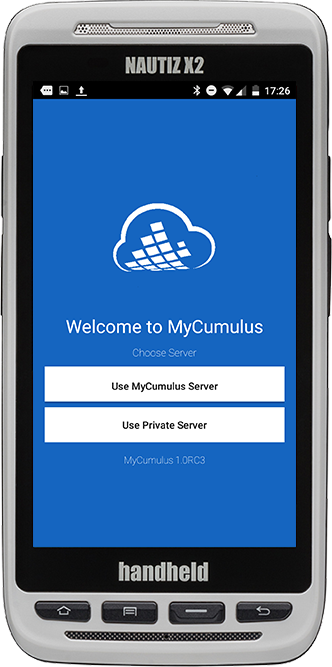 NAUTIZ X2
17:26
Welcome to MyCumulus
Choose Server
Use MyCumulus Server
Use Private Server
MyCumulus 1.0RC3
handheld